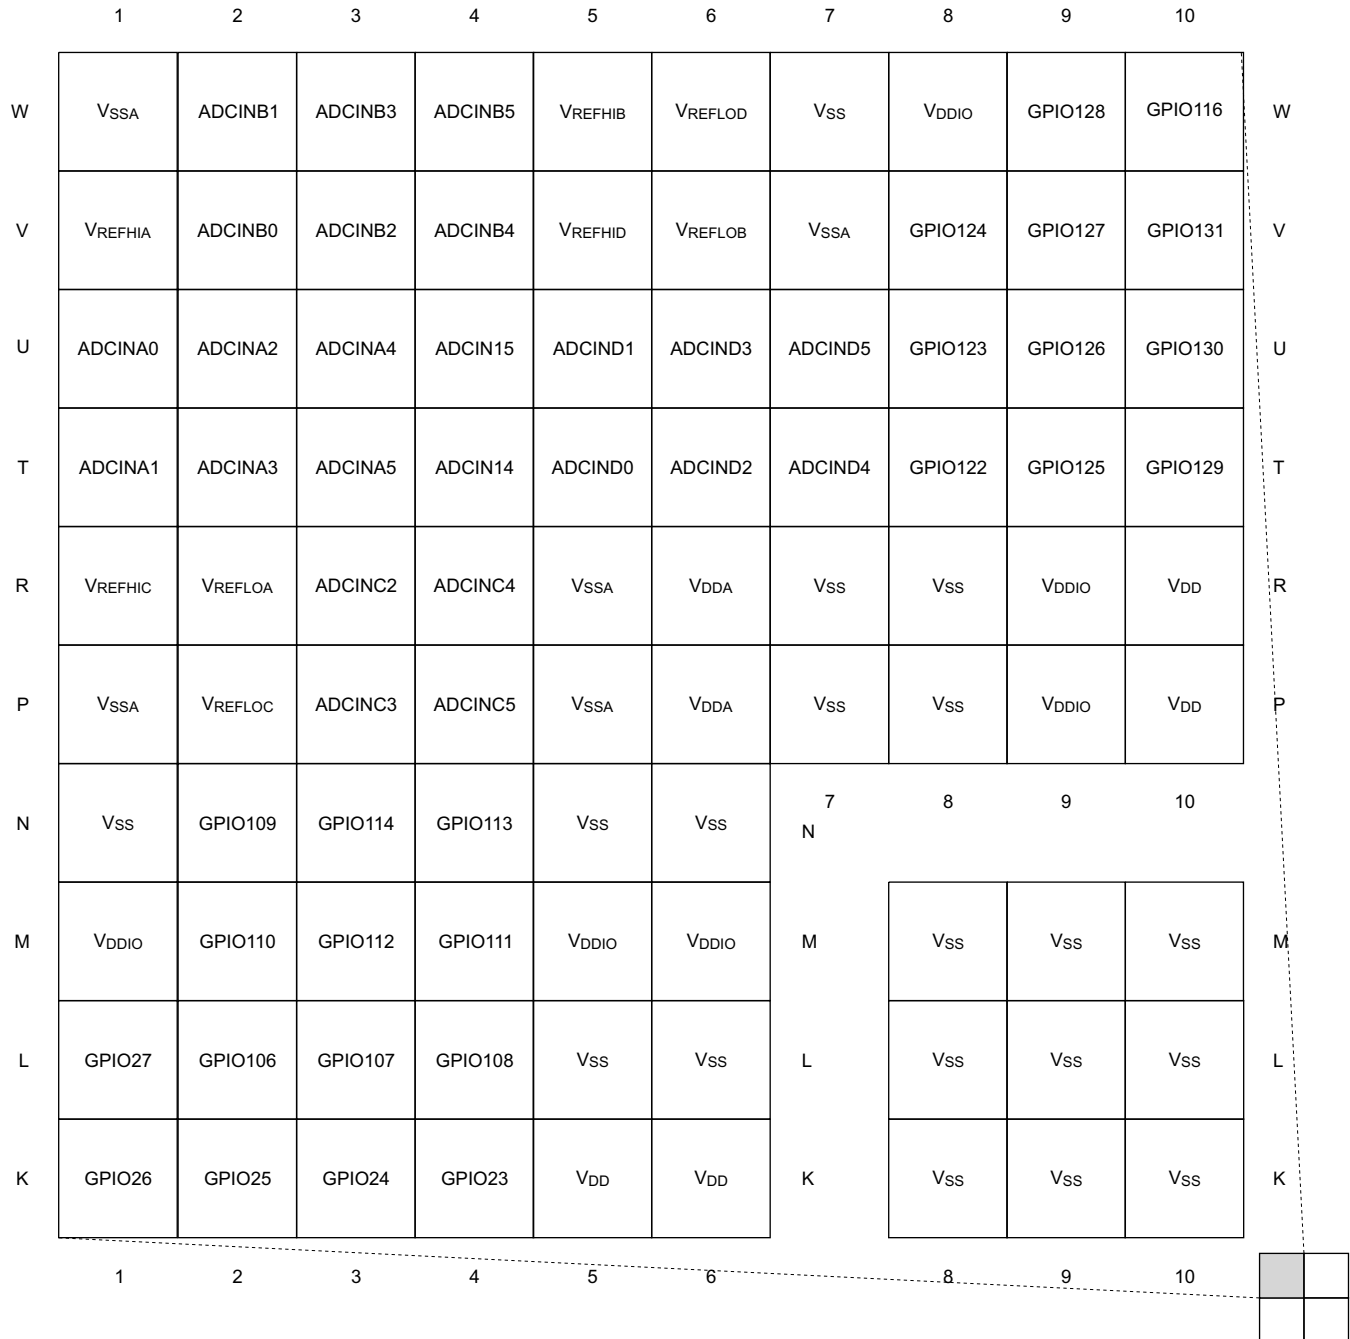 1 2 3 4 5 6 7 8 9 10
W VSSA ADCINB1 ADCINB3 ADCINB5 VREFHIB VREFLOD VSS VDDIO GPIO128 GPIO116 W
V VREFHIA ADCINB0 ADCINB2 ADCINB4 VREFHID VREFLOB VSSA GPIO124 GPIO127 GPIO131 V
U ADCINA0 ADCINA2 ADCINA4 ADCIN15 ADCIND1 ADCIND3 ADCIND5 GPIO123 GPIO126 GPIO130 U
T ADCINA1 ADCINA3 ADCINA5 ADCIN14 ADCIND0 ADCIND2 ADCIND4 GPIO122 GPIO125 GPIO129 T
R VREFHIC VREFLOA ADCINC2 ADCINC4 VSSA VDDA VSS VSS VDDIO VDD R
P VSSA VREFLOC ADCINC3 ADCINC5 VSSA VDDA VSS VSS VDDIO VDD P
7 8 9 10
N VSS GPIO109 GPIO114 GPIO113 VSS VSS N
M VDDIO GPIO110 GPIO112 GPIO111 VDDIO VDDIO M VSS VSS VSS M
L GPIO27 GPIO106 GPIO107 GPIO108 VSS VSS L VSS VSS VSS L
K GPIO26 GPIO25 GPIO24 GPIO23 VDD VDD K VSS VSS VSS K
1 2 3 4 5 6 8 9 10